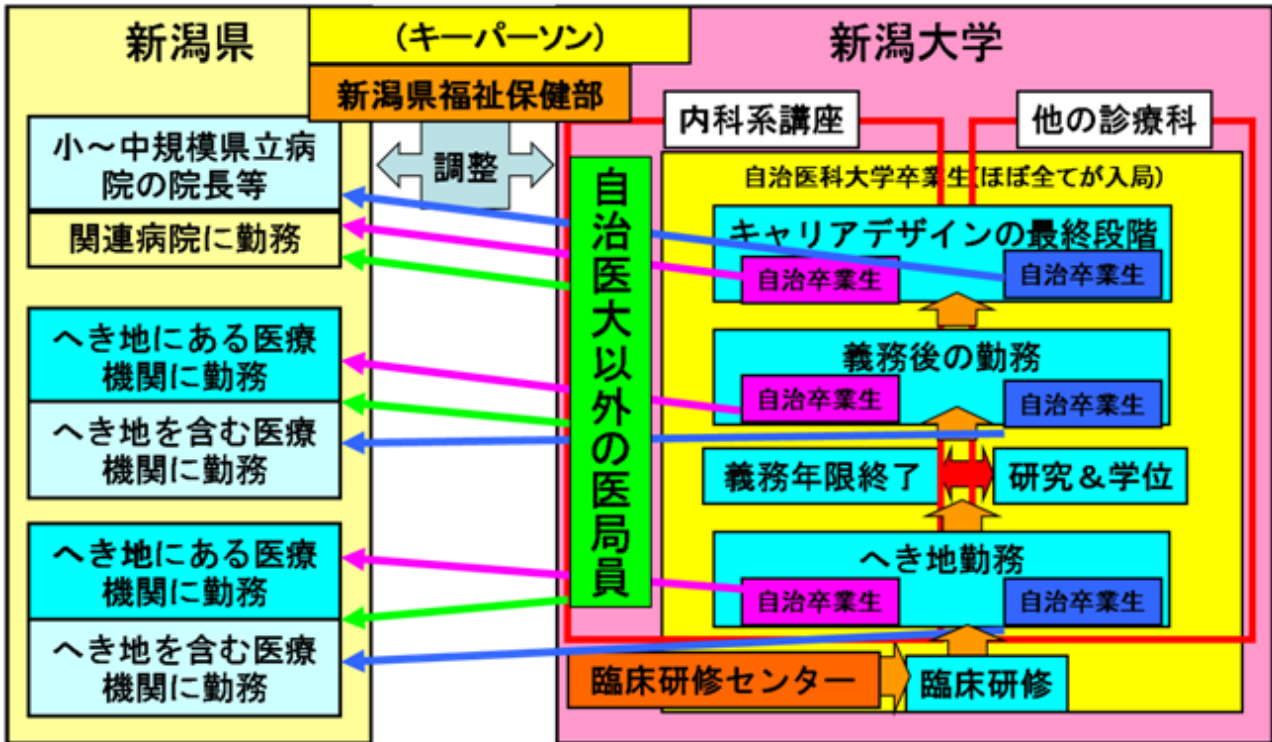 新潟県
(キーパーソン)
新潟県福祉保健部
新潟大学
調整
小～中規模県立病
院の院長等
関連病院に勤務
へき地にある医療
機関に勤務
へき地を含む医療
機関に勤務
へき地にある医療
機関に勤務
へき地を含む医療
機関に勤務
自治医大以外の医局員
内科系講座
他の診療科
自治医科大学卒業生(ほぼ全てが入局)
キャリアデザインの最終段階
自治卒業生
自治卒業生
義務後の勤務
自治卒業生
自治卒業生
義務年限終了
研究＆学位
へき地勤務
自治卒業生
自治卒業生
臨床研修センター
臨床研修